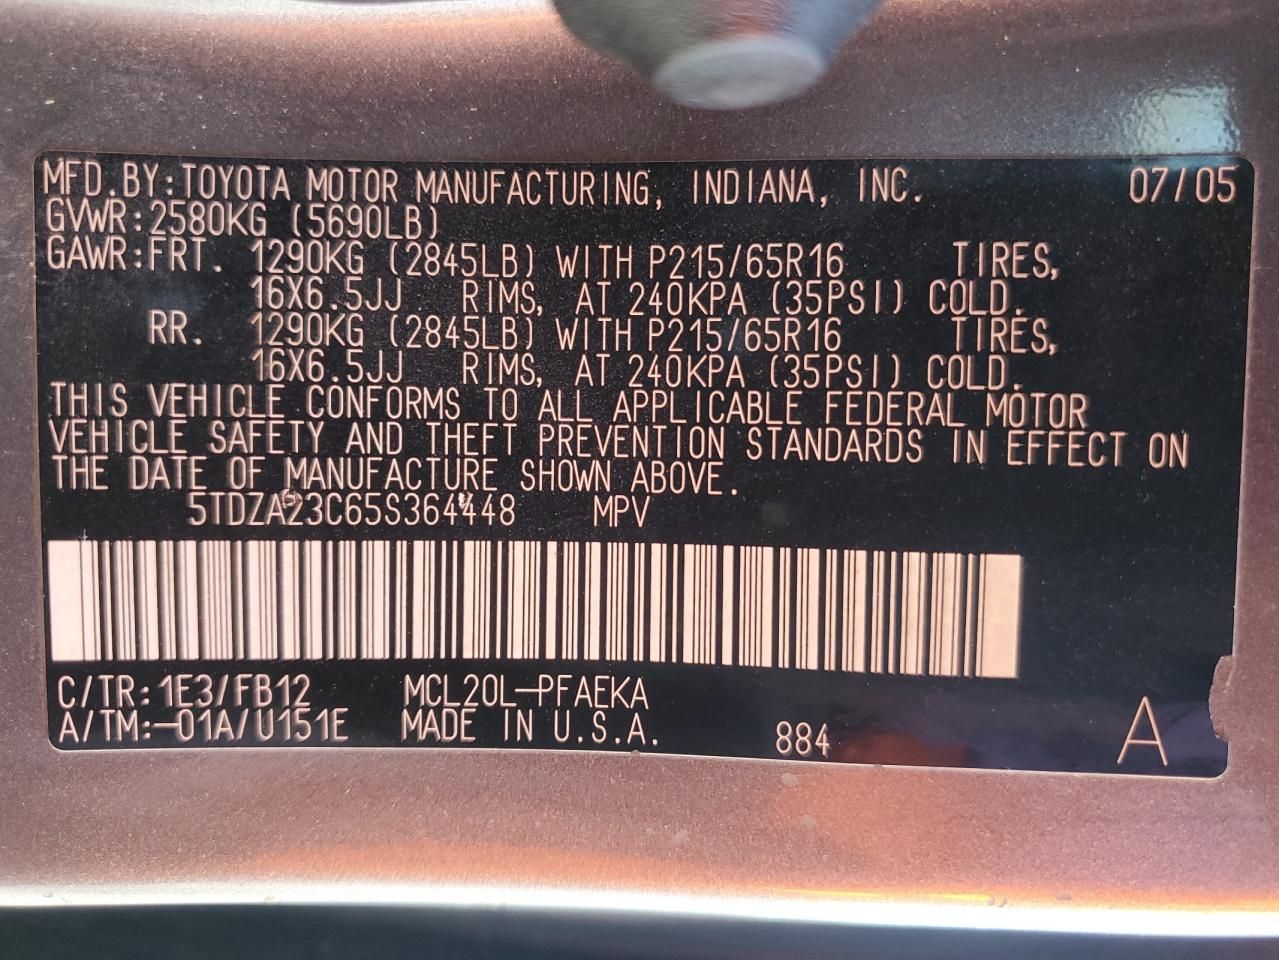 MFD.BY:TOYOTA MOTOR MANUFACTURING, INDIANA, INC. 07/05
GVWR:2580KG (5690LB)
GAWR:FRT. 1290KG (2845LB) WITH P215/65R16 TIRES,
16X6.5JJ RIMS, AT 240KPA (35PSI) COLD.
RR. 1290KG (2845LB) WITH P215/65R16 TIRES,
16X6.5JJ RIMS, AT 240KPA (35PSI) COLD.
THIS VEHICLE CONFORMS TO ALL APPLICABLE FEDERAL MOTOR
VEHICLE SAFETY AND THEFT PREVENTION STANDARDS IN EFFECT ON
THE DATE OF MANUFACTURE SHOWN ABOVE.
5TDZA23C65S364448 MPV
C/TR:1E3/FB12 MCL20L-PFAEKA
A/TM:-01A/U151E MADE IN U.S.A. 884 A